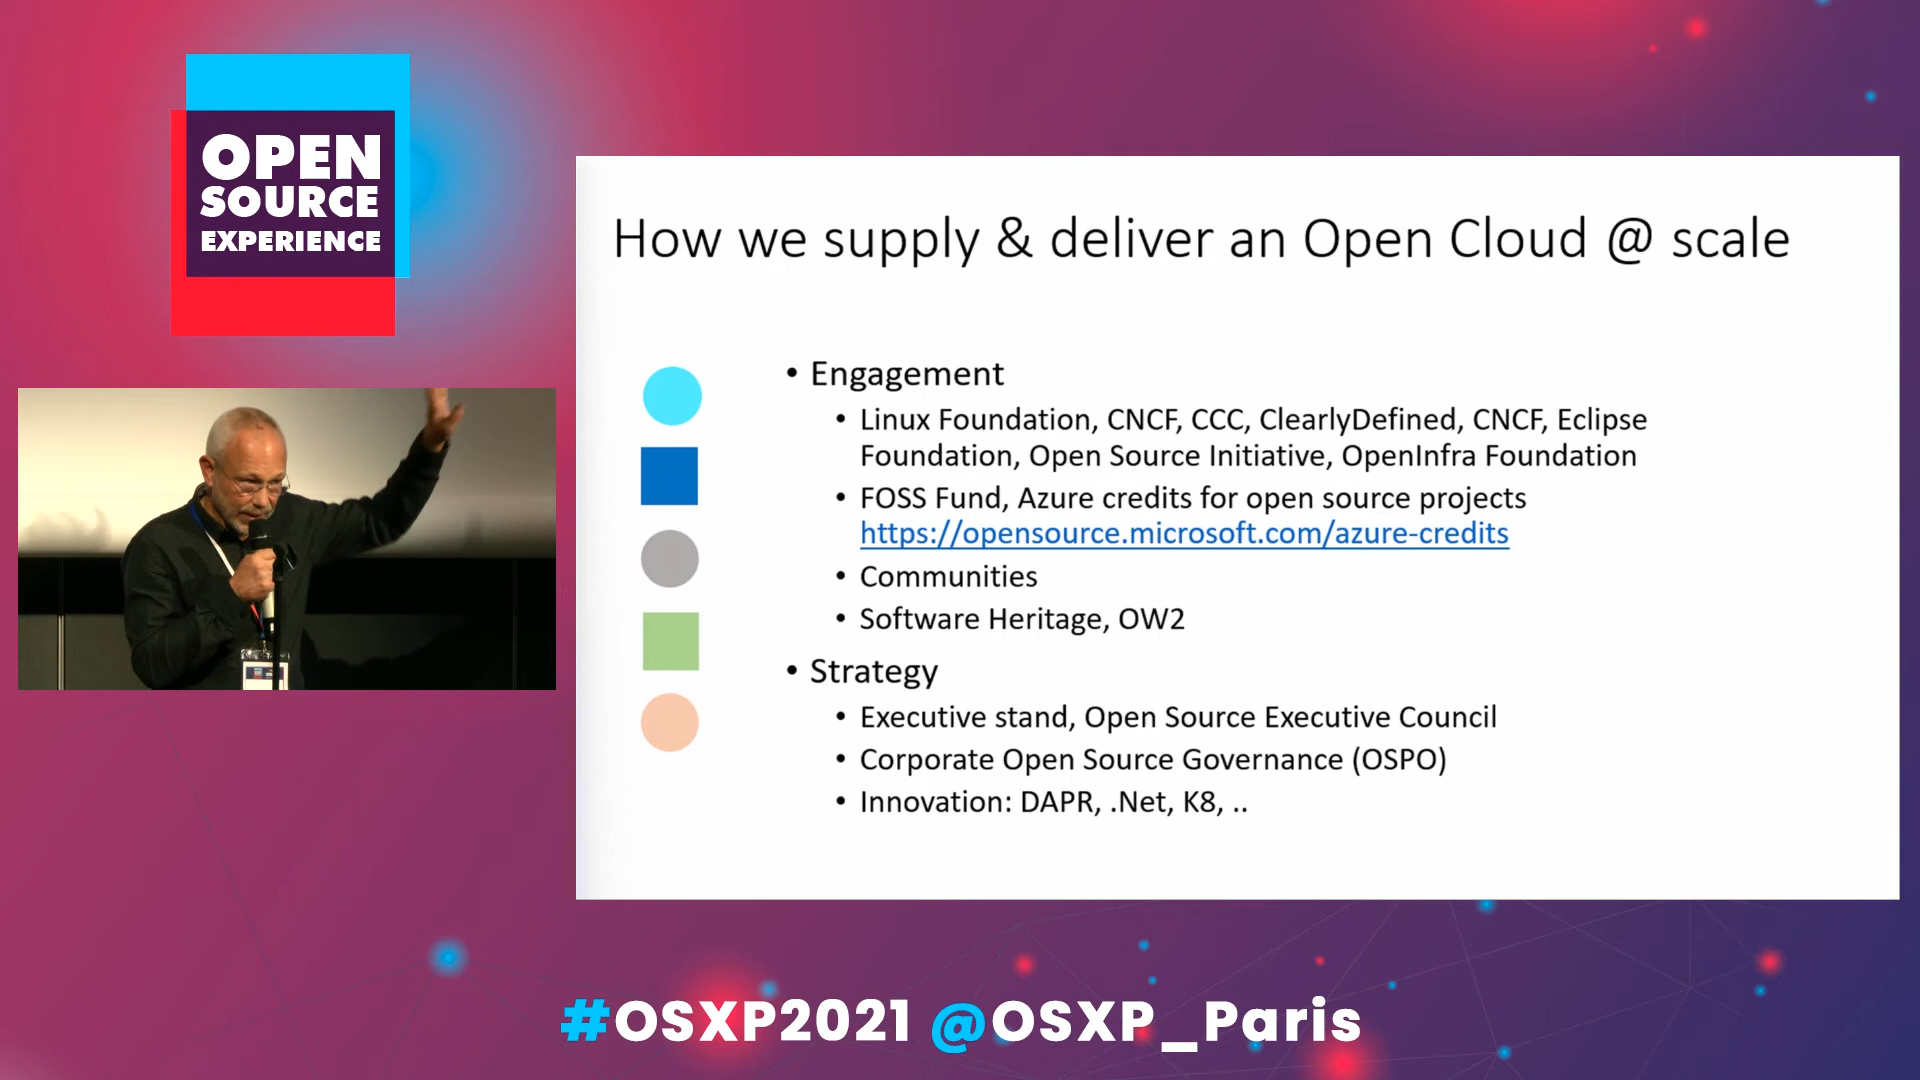 OPEN
SOURCE
EXPERIENCE
How we supply & deliver an Open Cloud @ scale
• Engagement
• Linux Foundation, CNCF, CCC, ClearlyDefined, CNCF, Eclipse
Foundation, Open Source Initiative, OpenInfra Foundation
• FOSS Fund, Azure credits for open source projects
https://opensource.microsoft.com/azure-credits
• Communities
• Software Heritage, OW2
• Strategy
• Executive stand, Open Source Executive Council
• Corporate Open Source Governance (OSPO)
• Innovation: DAPR, .Net, K8, ..
#OSXP2021 @OSXP_Paris